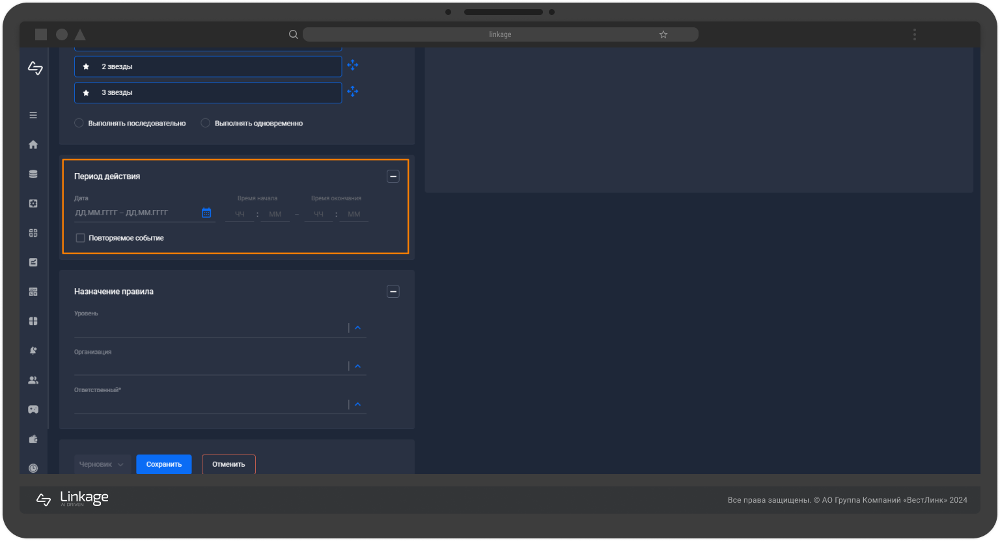 linkage
2 звезды
3 звезды
Выполнять последовательно Выполнять одновременно
Период действия
Дата Время начала Время окончания
ДД.ММ.ГГГГ – ДД.ММ.ГГГГ ЧЧ : ММ – ЧЧ : ММ
Повторяемое событие
Назначение правила
Уровень
Организация
Ответственный*
Черновик Сохранить Отменить
Linkage
AI DRIVEN
Все права защищены. © АО Группа Компаний «ВестЛинк» 2024